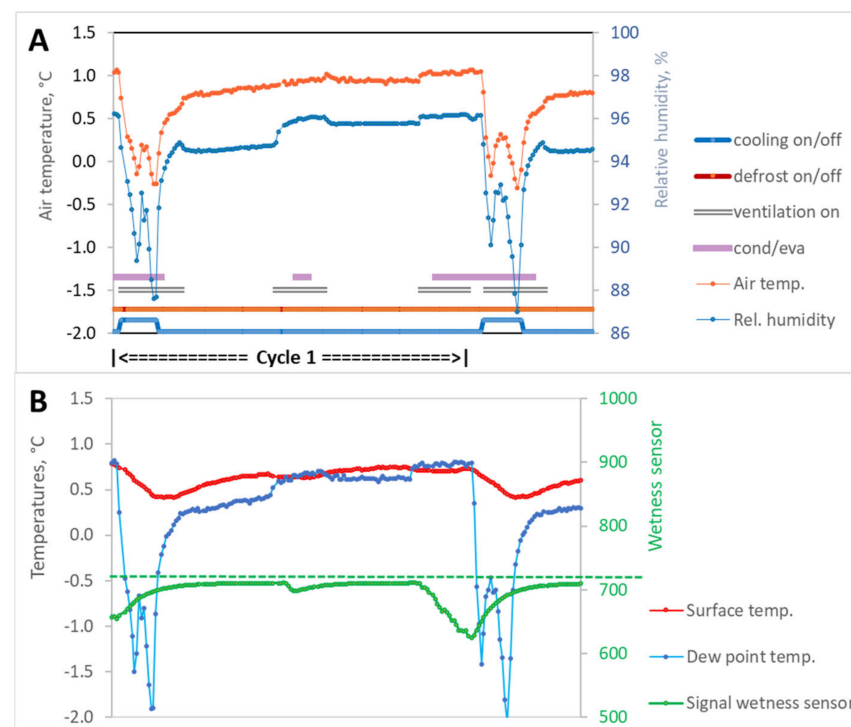 A
1.5
1.0
0.5
0.0
-0.5
-1.0
-1.5
-2.0
Air temperature, °C
100
98
96
94
92
90
88
86
Relative humidity, %
cooling on/off
defrost on/off
ventilation on
cond/eva
Air temp.
Rel. humidity
|<============ Cycle 1 ============>|
B
1.5
1.0
0.5
0.0
-0.5
-1.0
-1.5
-2.0
Temperatures, °C
1000
900
800
700
600
500
Wetness sensor
Surface temp.
Dew point temp.
Signal wetness sensor